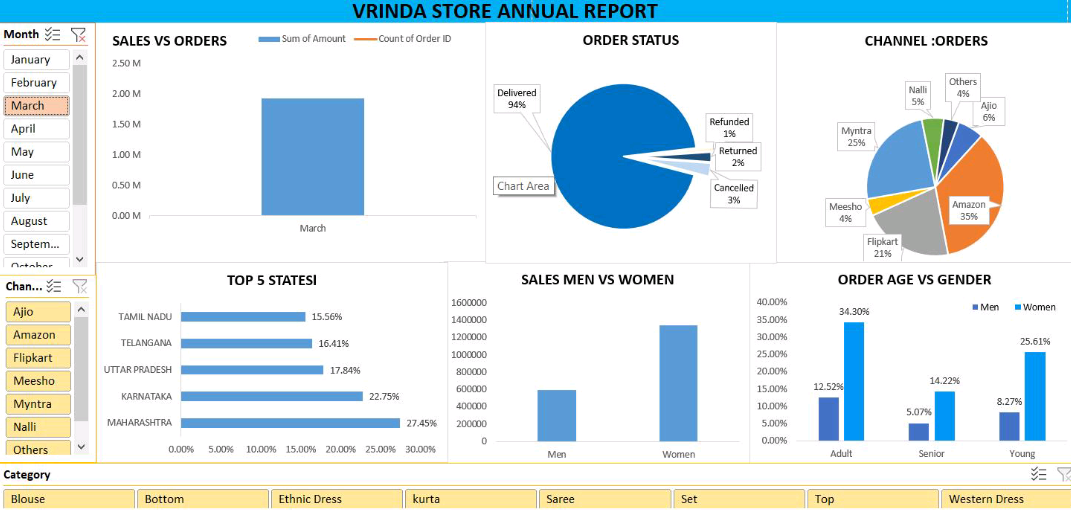 VRINDA STORE ANNUAL REPORT
Month
January
February
March
April
May
June
July
August
Septem...
October
SALES VS ORDERS
Sum of Amount
Count of Order ID
2.50 M
2.00 M
1.50 M
1.00 M
0.50 M
0.00 M
March
ORDER STATUS
Delivered
94%
Refunded
1%
Returned
2%
Cancelled
3%
Chart Area
CHANNEL :ORDERS
Others
4%
Nalli
5%
Ajio
6%
Myntra
25%
Meesho
4%
Amazon
35%
Flipkart
21%
Chan...
Ajio
Amazon
Flipkart
Meesho
Myntra
Nalli
Others
TOP 5 STATESI
TAMIL NADU 15.56%
TELANGANA 16.41%
UTTAR PRADESH 17.84%
KARNATAKA 22.75%
MAHARASHTRA 27.45%
0.00% 5.00% 10.00% 15.00% 20.00% 25.00% 30.00%
SALES MEN VS WOMEN
1600000
1400000
1200000
1000000
800000
600000
400000
200000
0
Men Women
ORDER AGE VS GENDER
Men Women
40.00%
35.00%
30.00%
25.00%
20.00%
15.00%
10.00%
5.00%
0.00%
12.52% 34.30%
5.07% 14.22%
8.27% 25.61%
Adult Senior Young
Category
Blouse Bottom Ethnic Dress kurta Saree Set Top Western Dress